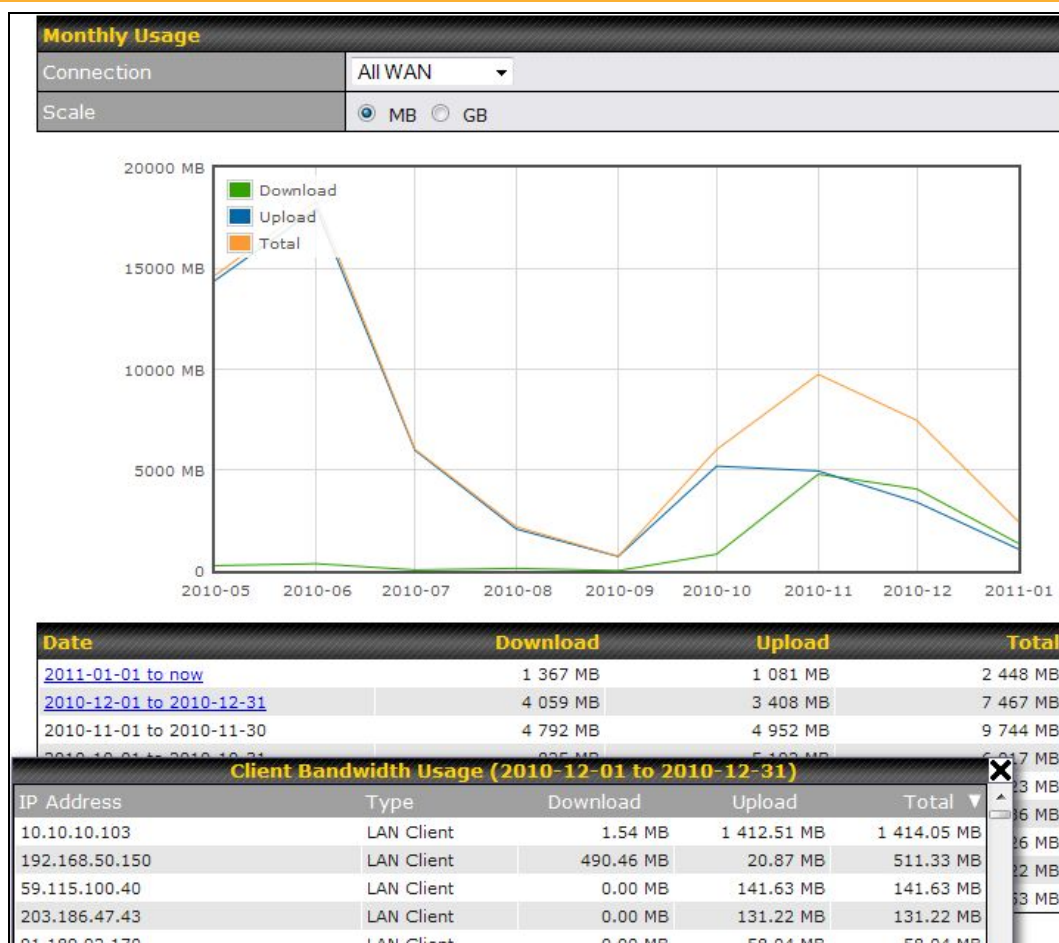 Monthly Usage
Connection All WAN
Scale MB GB
20000 MB
Download
Upload
Total
15000 MB
10000 MB
5000 MB
0
2010-05 2010-06 2010-07 2010-08 2010-09 2010-10 2010-11 2010-12 2011-01
Date Download Upload Total
2011-01-01 to now 1 367 MB 1 081 MB 2 448 MB
2010-12-01 to 2010-12-31 4 059 MB 3 408 MB 7 467 MB
2010-11-01 to 2010-11-30 4 792 MB 4 952 MB 9 744 MB
Client Bandwidth Usage (2010-12-01 to 2010-12-31)
IP Address Type Download Upload Total ▼
10.10.10.103 LAN Client 1.54 MB 1 412.51 MB 1 414.05 MB
192.168.50.150 LAN Client 490.46 MB 20.87 MB 511.33 MB
59.115.100.40 LAN Client 0.00 MB 141.63 MB 141.63 MB
203.186.47.43 LAN Client 0.00 MB 131.22 MB 131.22 MB